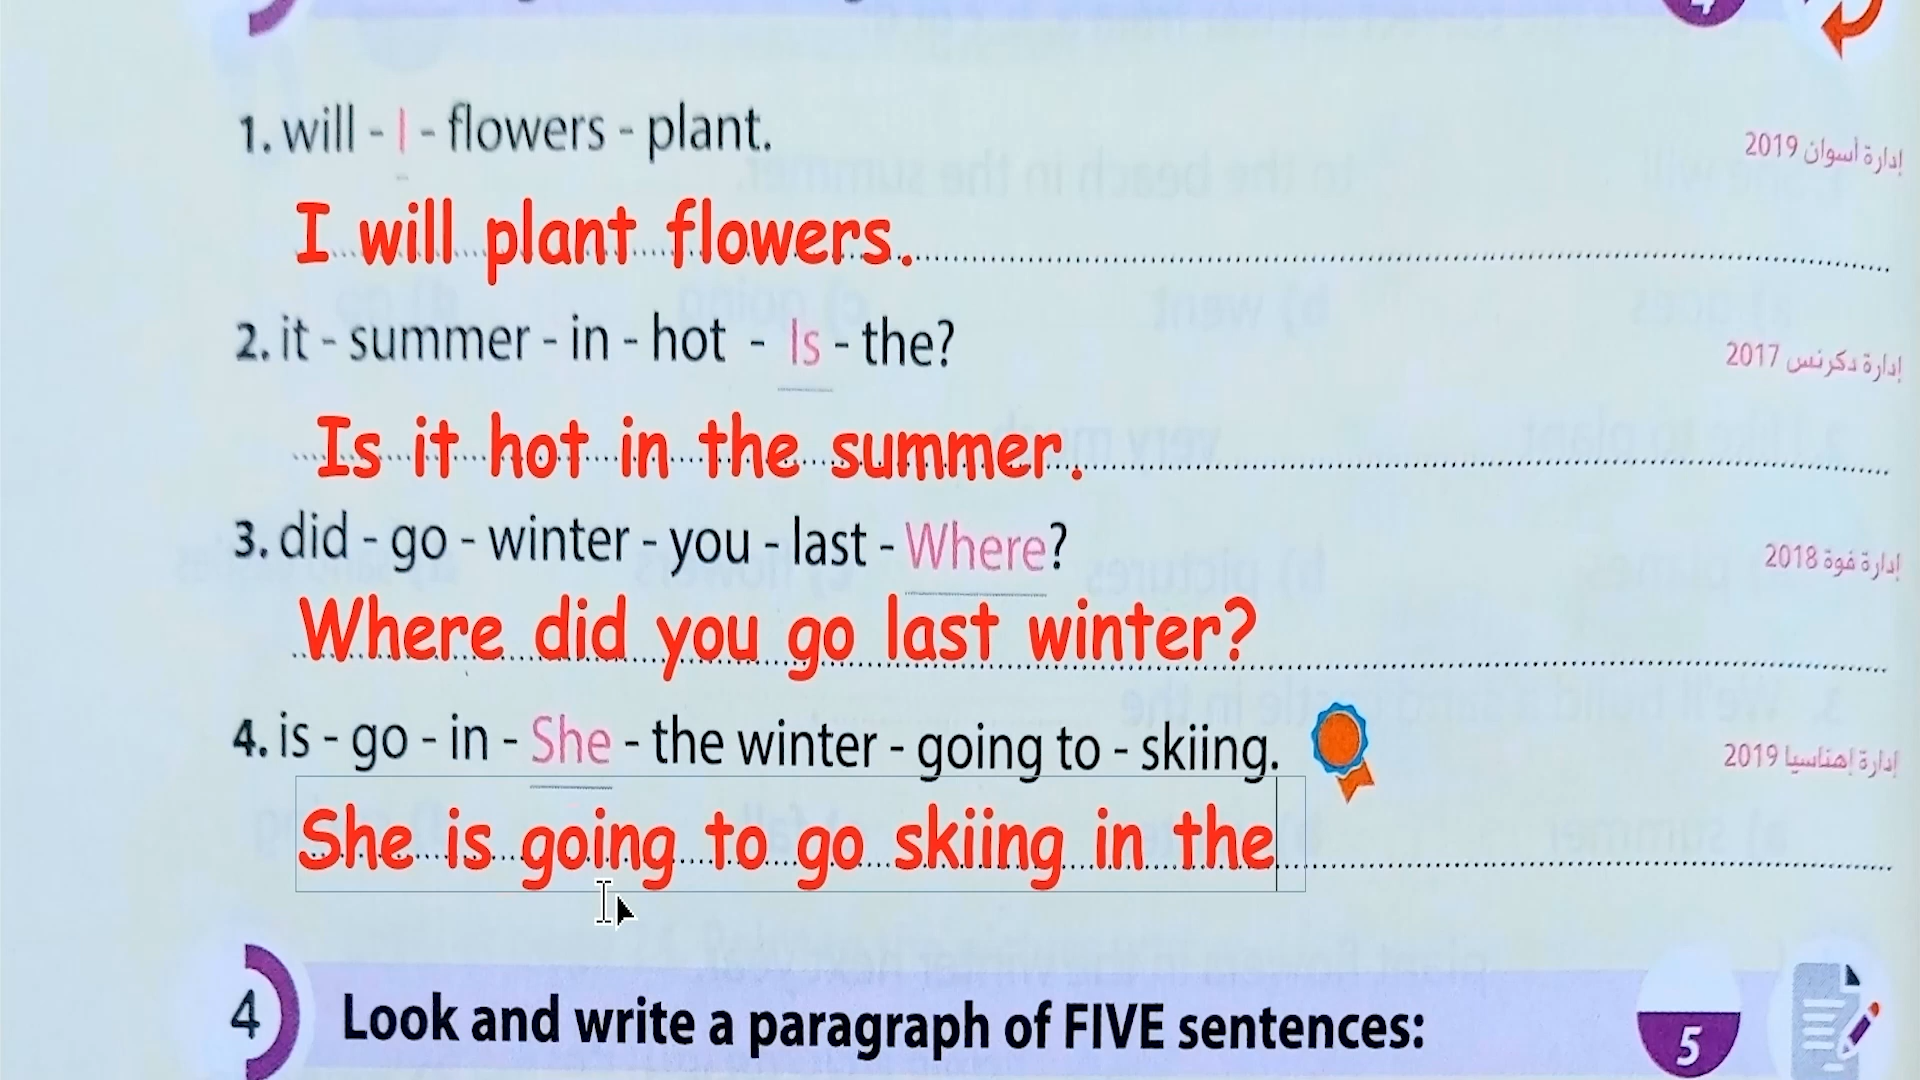 1. will - I - flowers - plant. إدارة أسوان 2019
I will plant flowers.
2. it - summer - in - hot - Is - the? إدارة دكرنس 2017
Is it hot in the summer.
3. did - go - winter - you - last - Where? إدارة فوة 2018
Where did you go last winter?
4. is - go - in - She - the winter - going to - skiing. إدارة إهناسيا 2019
She is going to go skiing in the
4 Look and write a paragraph of FIVE sentences: 5